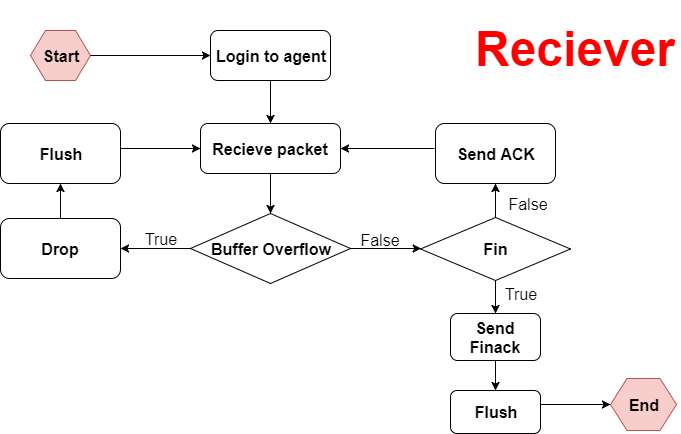 Reciever
Start
Login to agent
Flush
Recieve packet
Send ACK
False
Drop
True
Buffer Overflow
False
Fin
True
Send
Finack
Flush
End